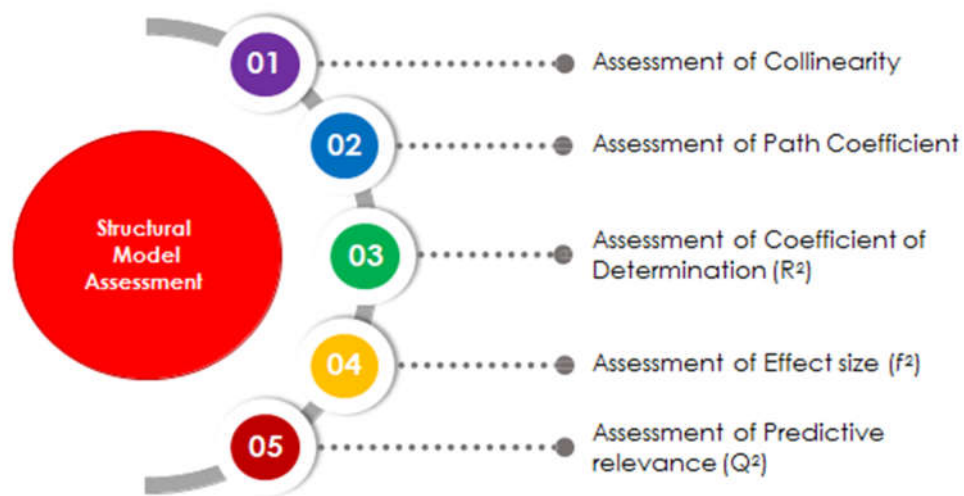 Structural
Model
Assessment
01
Assessment of Collinearity
02
Assessment of Path Coefficient
03
Assessment of Coefficient of
Determination (R²)
04
Assessment of Effect size (f²)
05
Assessment of Predictive
relevance (Q²)